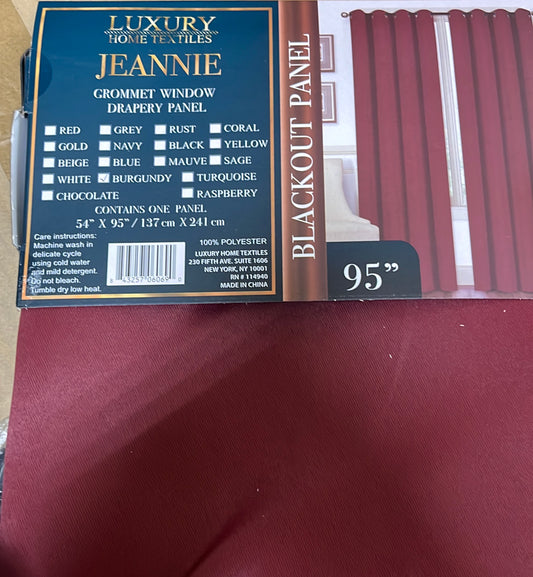 LUXURY
HOME TEXTILES
JEANNIE
GROMMET WINDOW
DRAPERY PANEL
RED GREY RUST CORAL
GOLD NAVY BLACK YELLOW
BEIGE BLUE MAUVE SAGE
WHITE BURGUNDY TURQUOISE
CHOCOLATE RASPBERRY
CONTAINS ONE PANEL
54" X 95" / 137 cm X 241 cm
Care instructions:
Machine wash in
delicate cycle
using cold water
and mild detergent.
Do not bleach.
Tumble dry low heat.
8 43257 06069 0
100% POLYESTER
LUXURY HOME TEXTILES
230 FIFTH AVE. SUITE 1606
NEW YORK, NY 10001
RN # 114940
MADE IN CHINA
BLACKOUT PANEL
95"